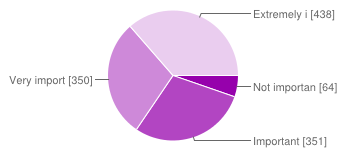 Extremely i [438]
Very import [350]
Not importan [64]
Important [351]